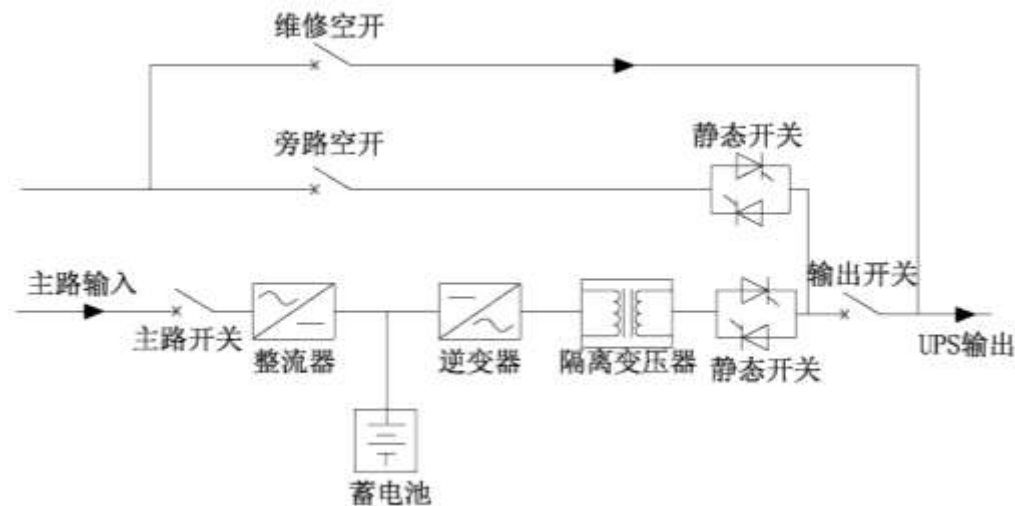 维修空开
旁路空开
静态开关
主路输入
输出开关
主路开关
整流器
逆变器
隔离变压器
静态开关
UPS输出
蓄电池